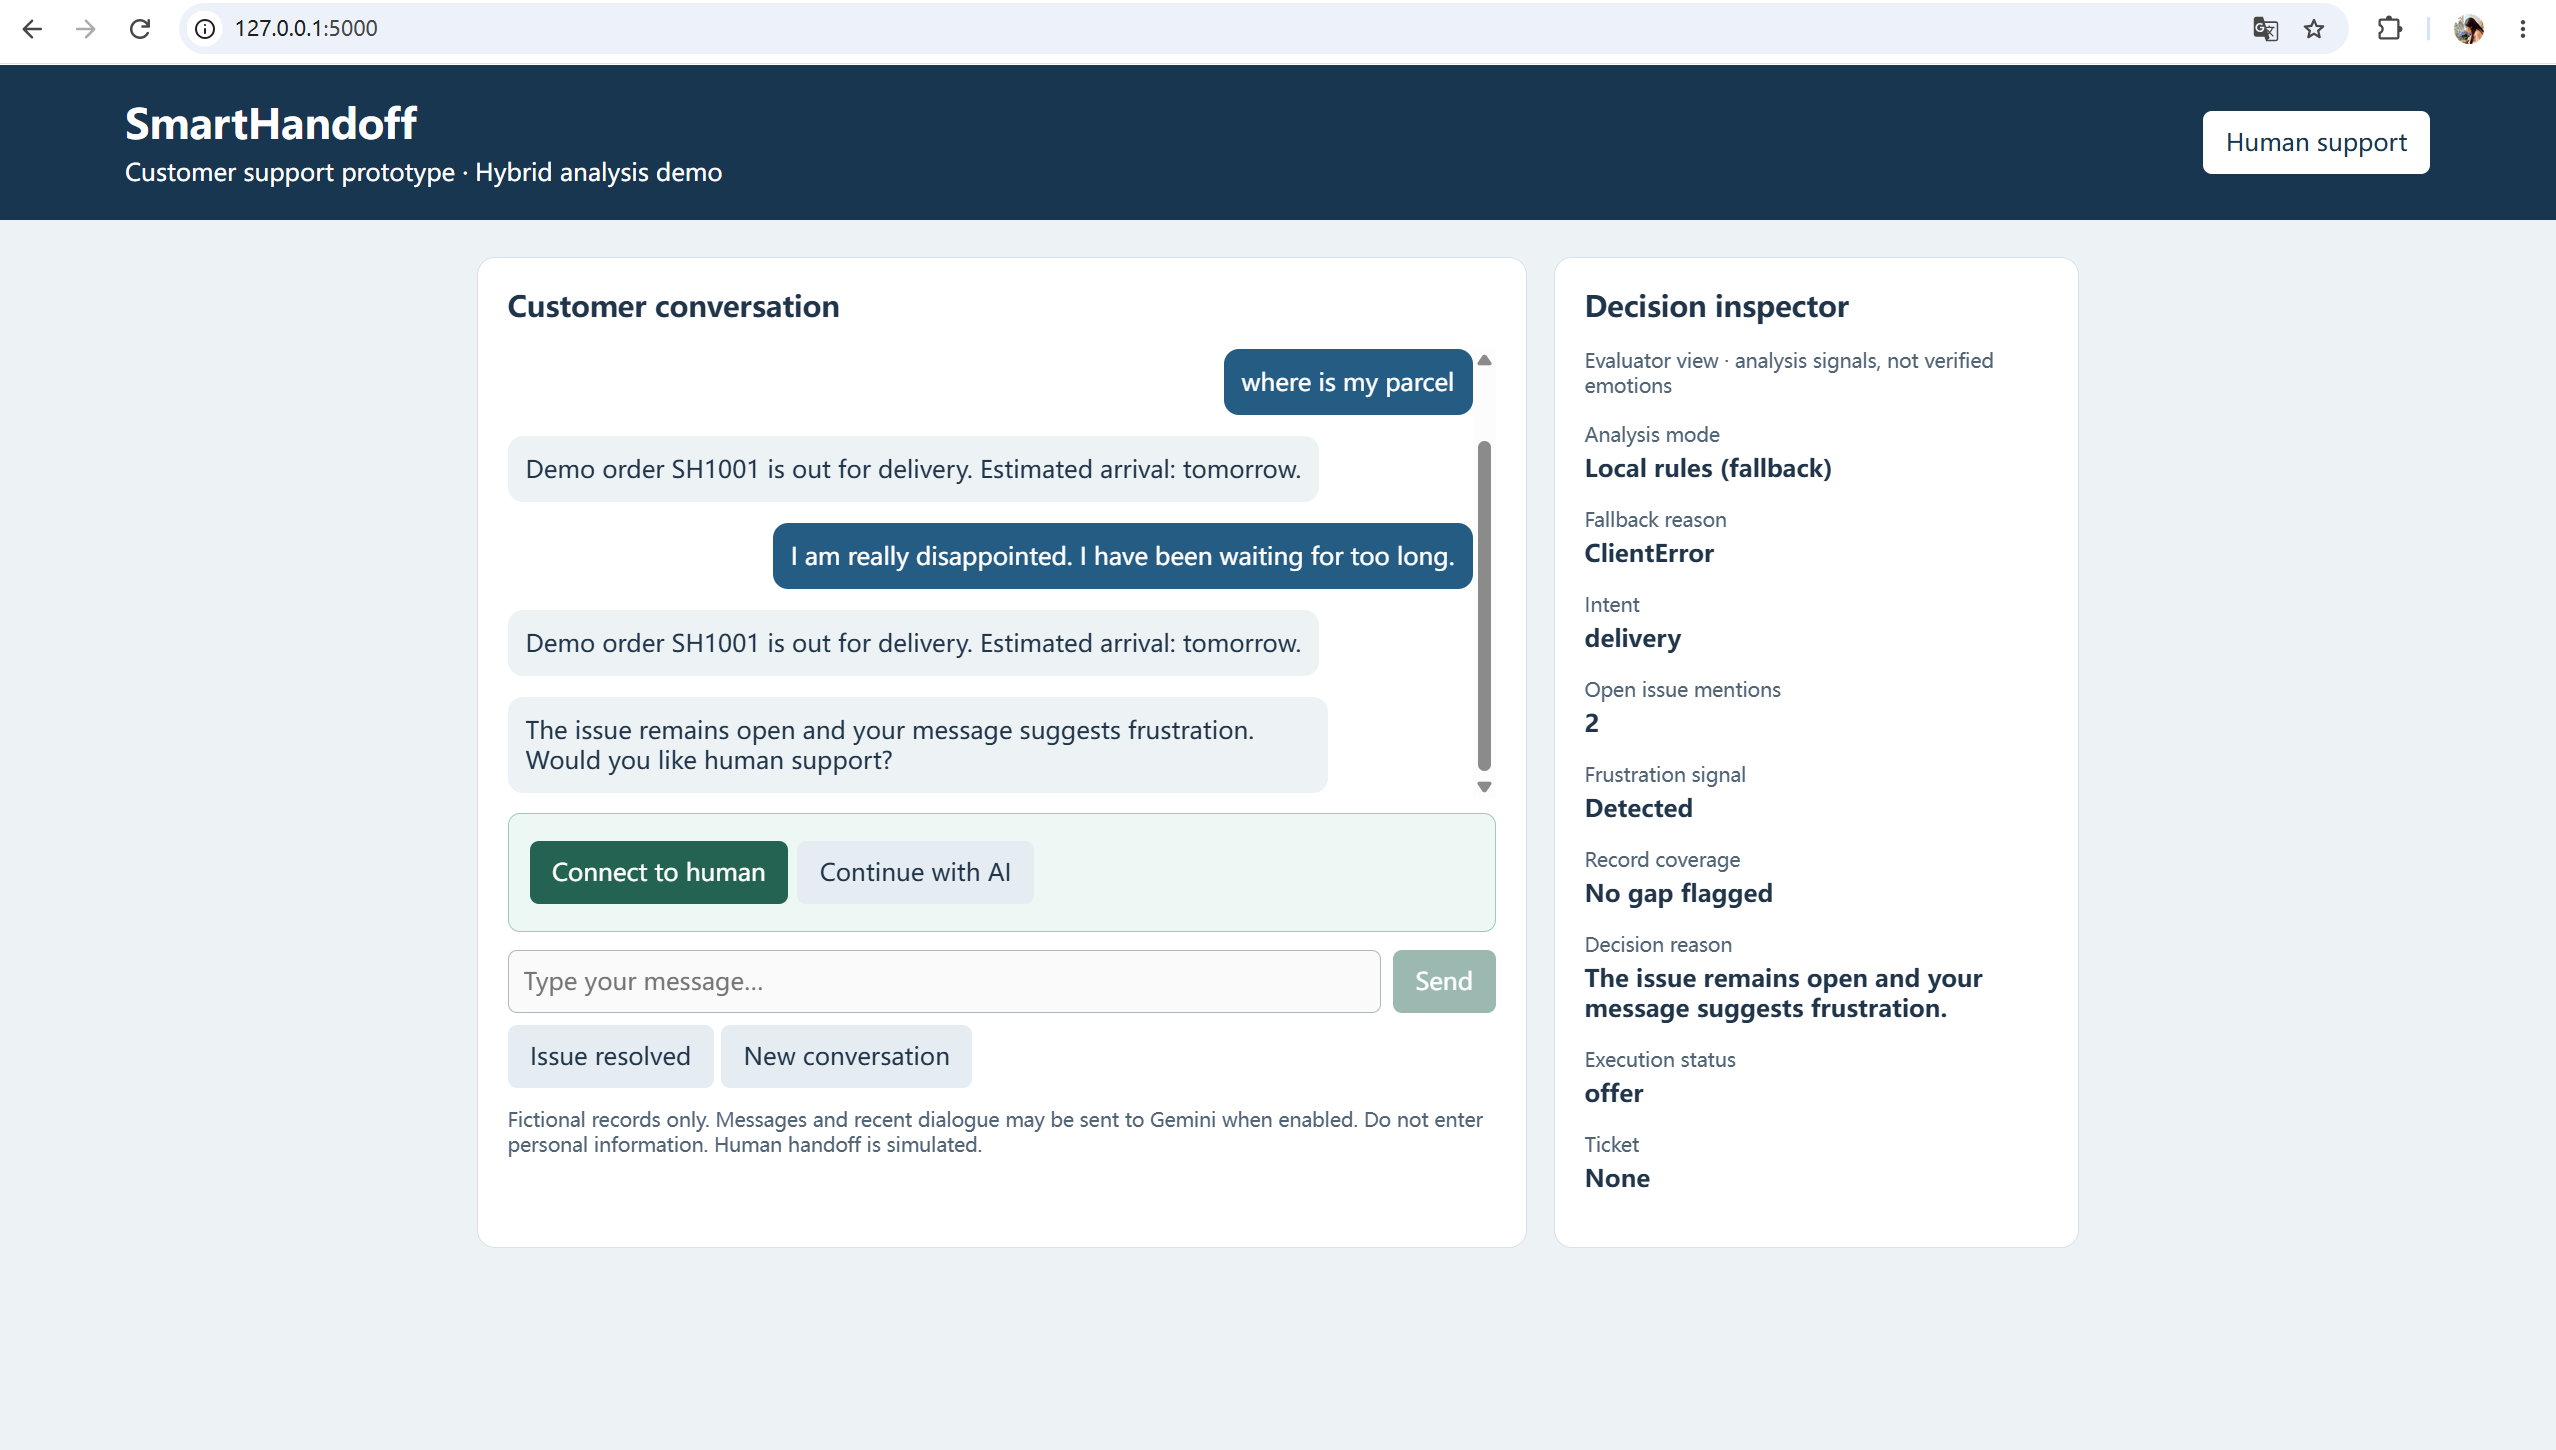 127.0.0.1:5000
SmartHandoff
Customer support prototype · Hybrid analysis demo
Human support
Customer conversation
where is my parcel
Demo order SH1001 is out for delivery. Estimated arrival: tomorrow.
I am really disappointed. I have been waiting for too long.
Demo order SH1001 is out for delivery. Estimated arrival: tomorrow.
The issue remains open and your message suggests frustration.
Would you like human support?
Connect to human
Continue with AI
Type your message...
Send
Issue resolved
New conversation
Fictional records only. Messages and recent dialogue may be sent to Gemini when enabled. Do not enter
personal information. Human handoff is simulated.
Decision inspector
Evaluator view · analysis signals, not verified
emotions
Analysis mode
Local rules (fallback)
Fallback reason
ClientError
Intent
delivery
Open issue mentions
2
Frustration signal
Detected
Record coverage
No gap flagged
Decision reason
The issue remains open and your
message suggests frustration.
Execution status
offer
Ticket
None